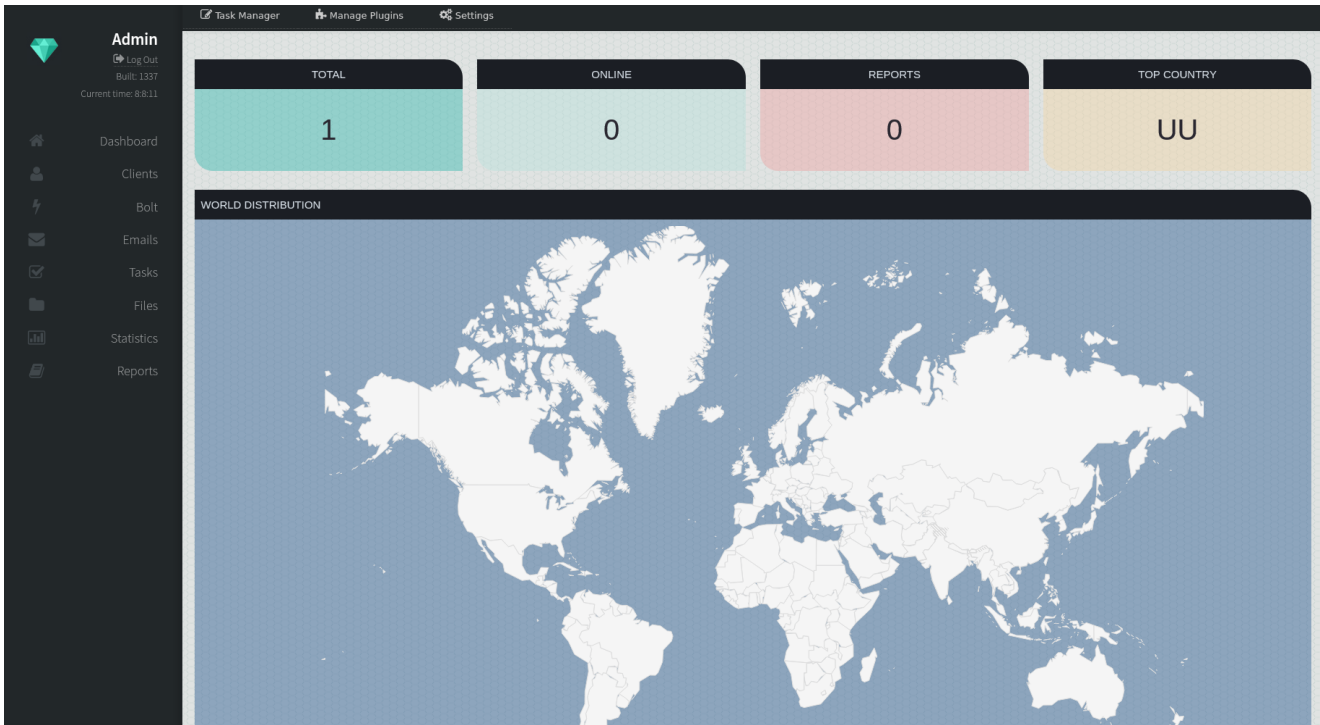 Task Manager
Manage Plugins
Settings
Admin
Log Out
Built: 1337
Current time: 8:8:11
Dashboard
Clients
Bolt
Emails
Tasks
Files
Statistics
Reports
TOTAL
1
ONLINE
0
REPORTS
0
TOP COUNTRY
UU
WORLD DISTRIBUTION